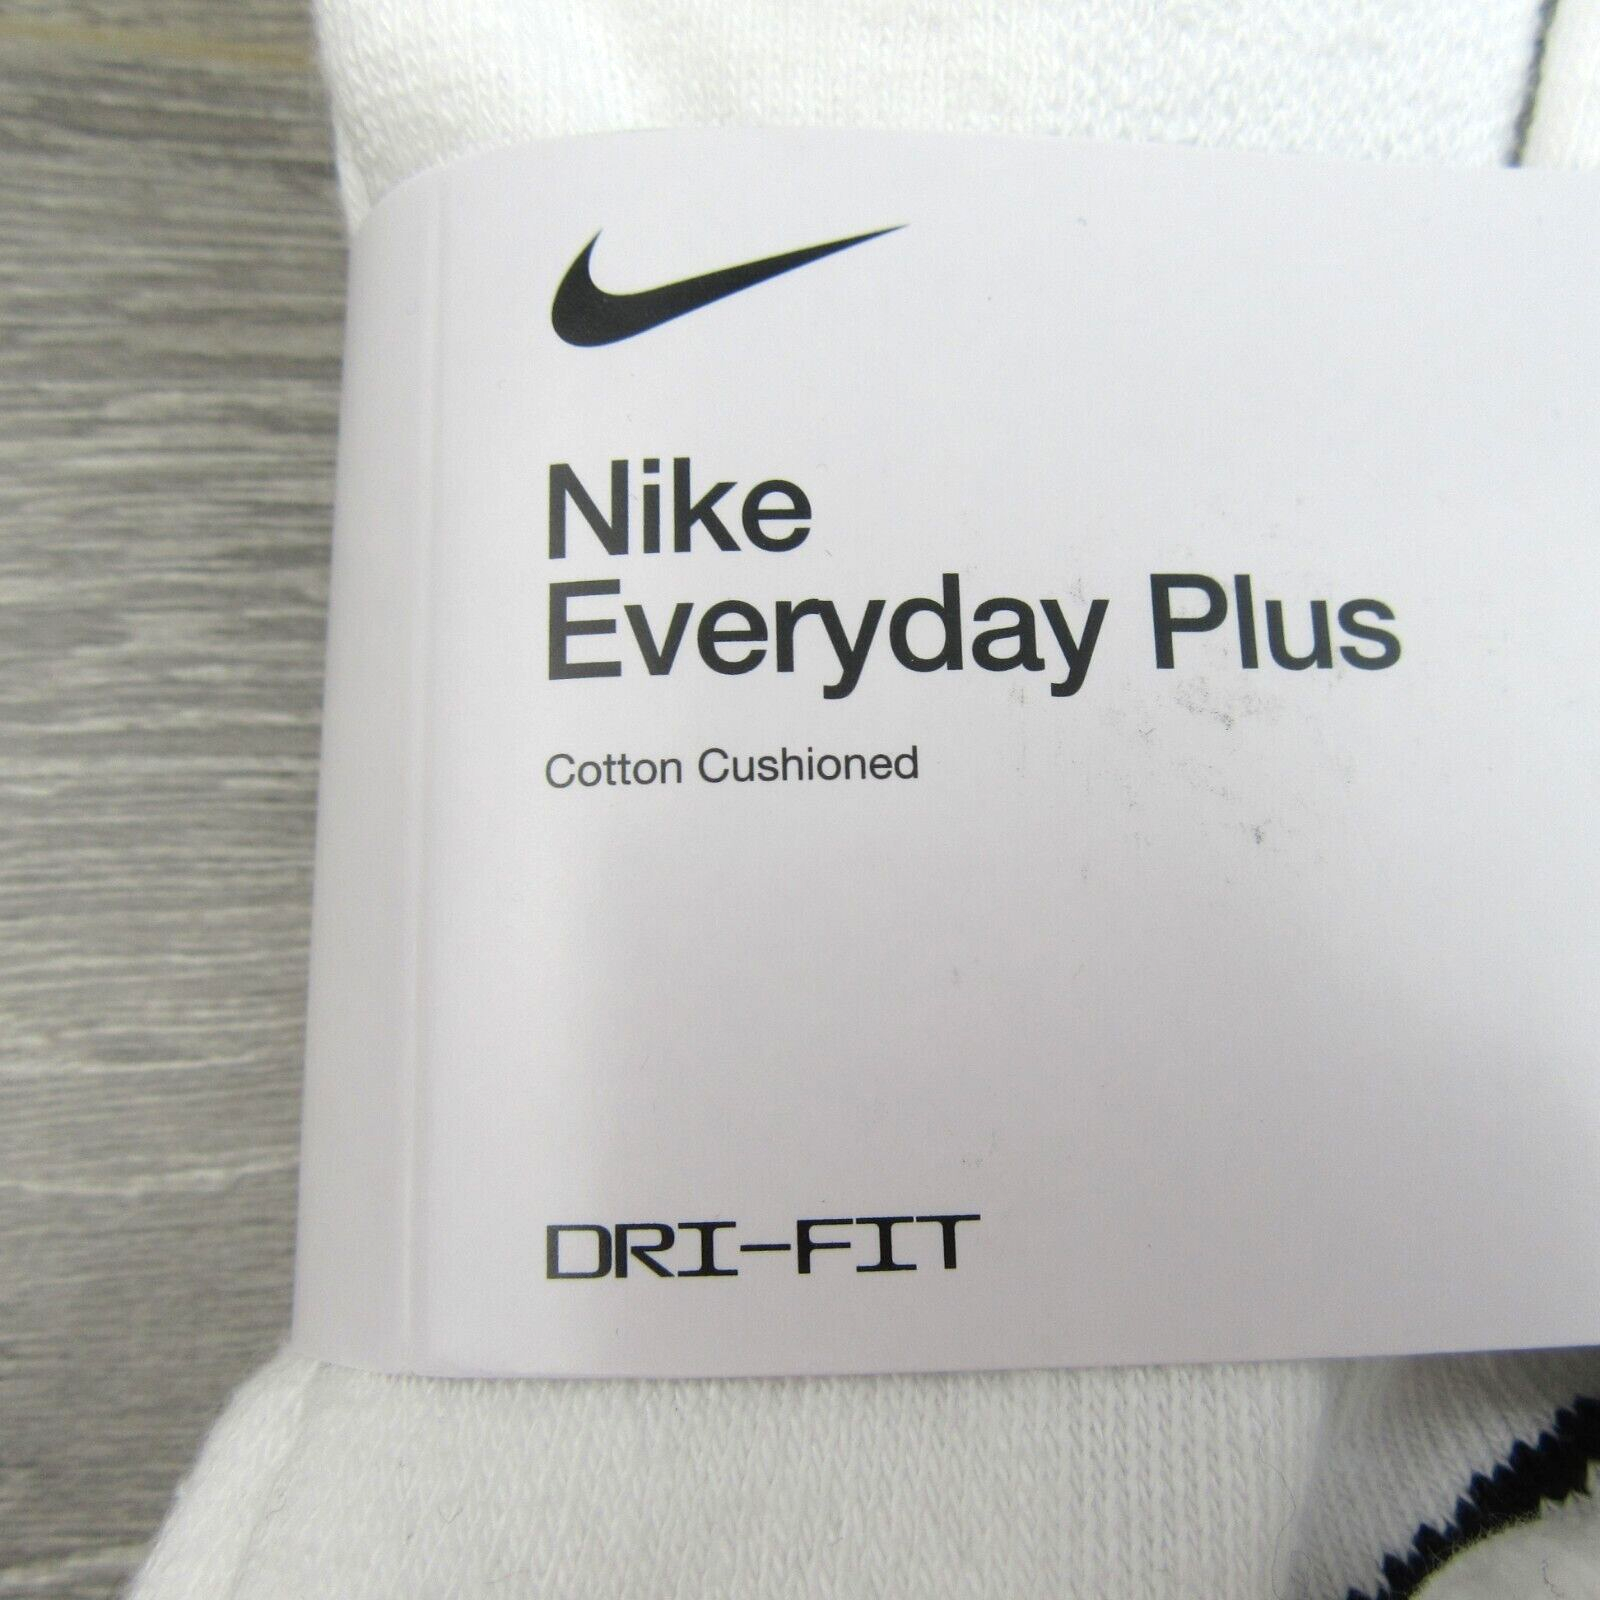 Nike
Everyday Plus
Cotton Cushioned
DRI-FIT